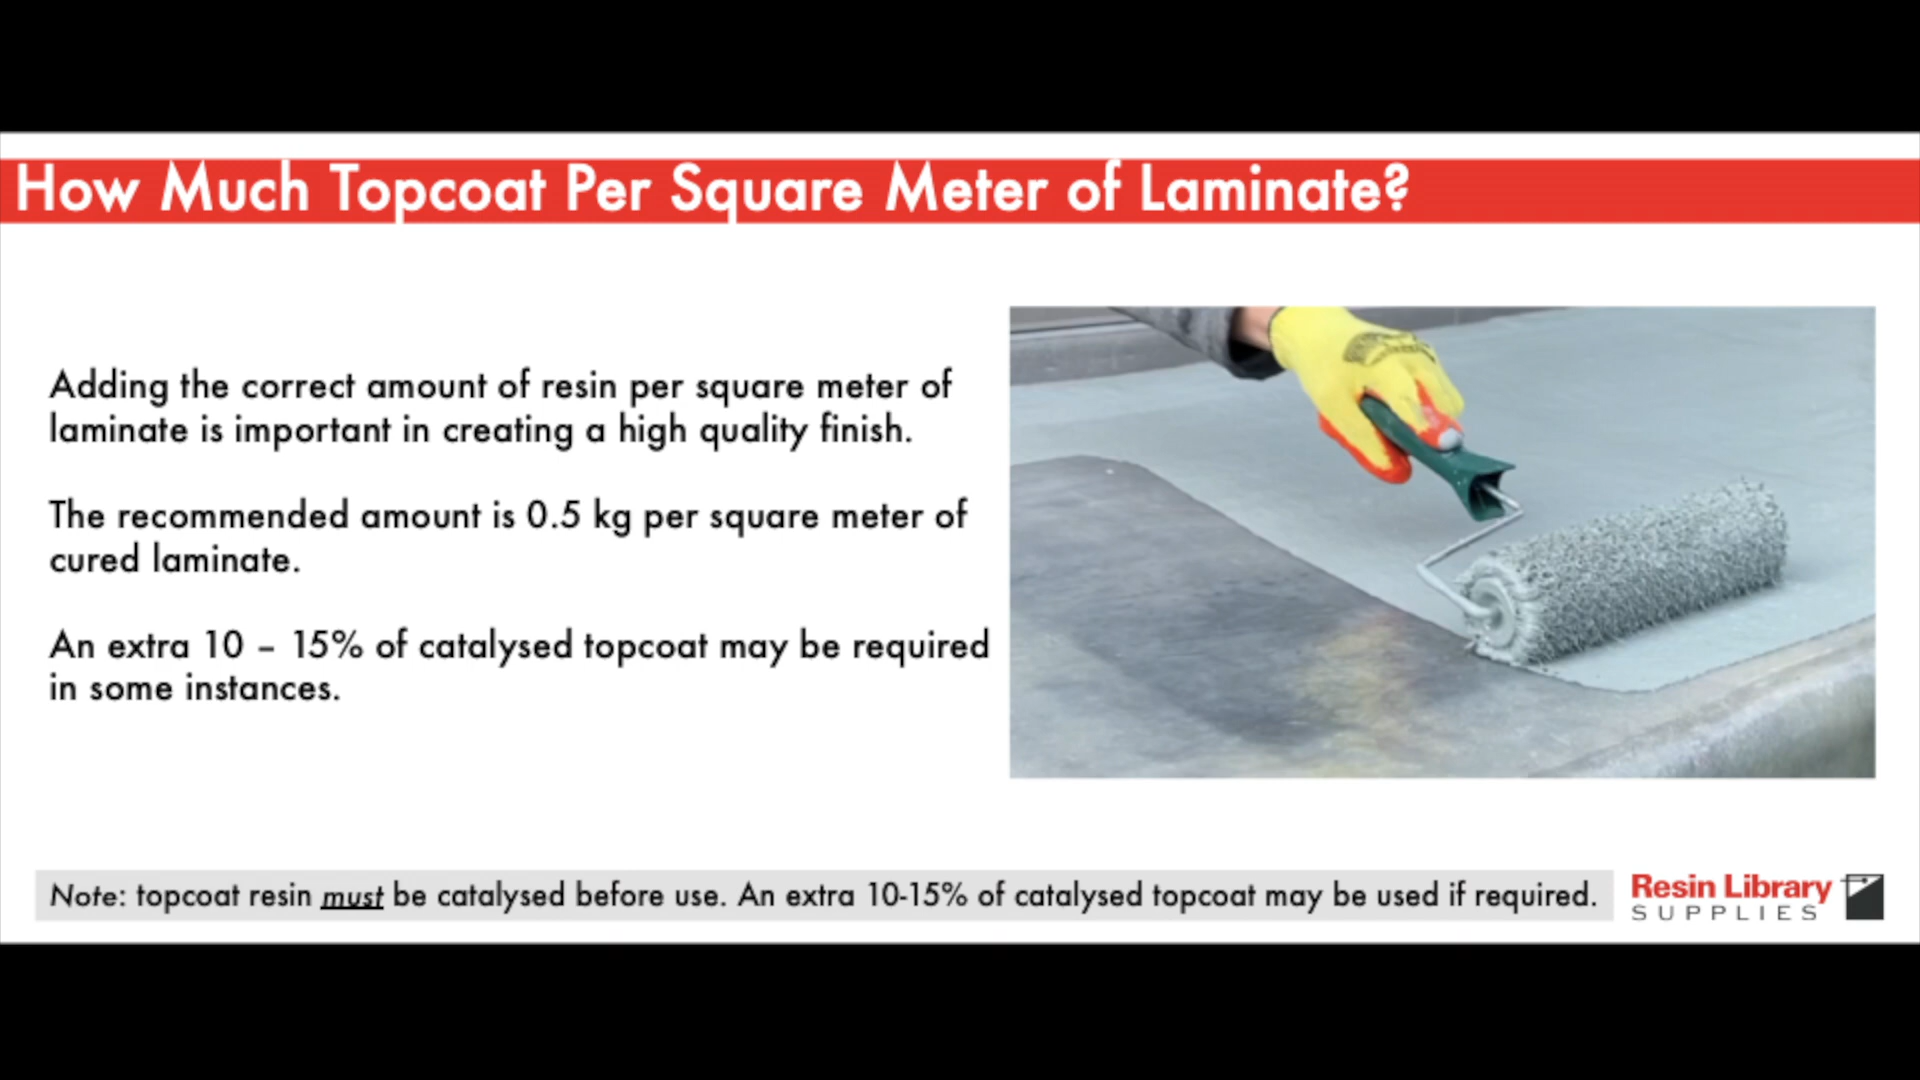 How Much Topcoat Per Square Meter of Laminate?
Adding the correct amount of resin per square meter of
laminate is important in creating a high quality finish.
The recommended amount is 0.5 kg per square meter of
cured laminate.
An extra 10 – 15% of catalysed topcoat may be required
in some instances.
Note: topcoat resin must be catalysed before use. An extra 10-15% of catalysed topcoat may be used if required.
Resin Library
SUPPLIES